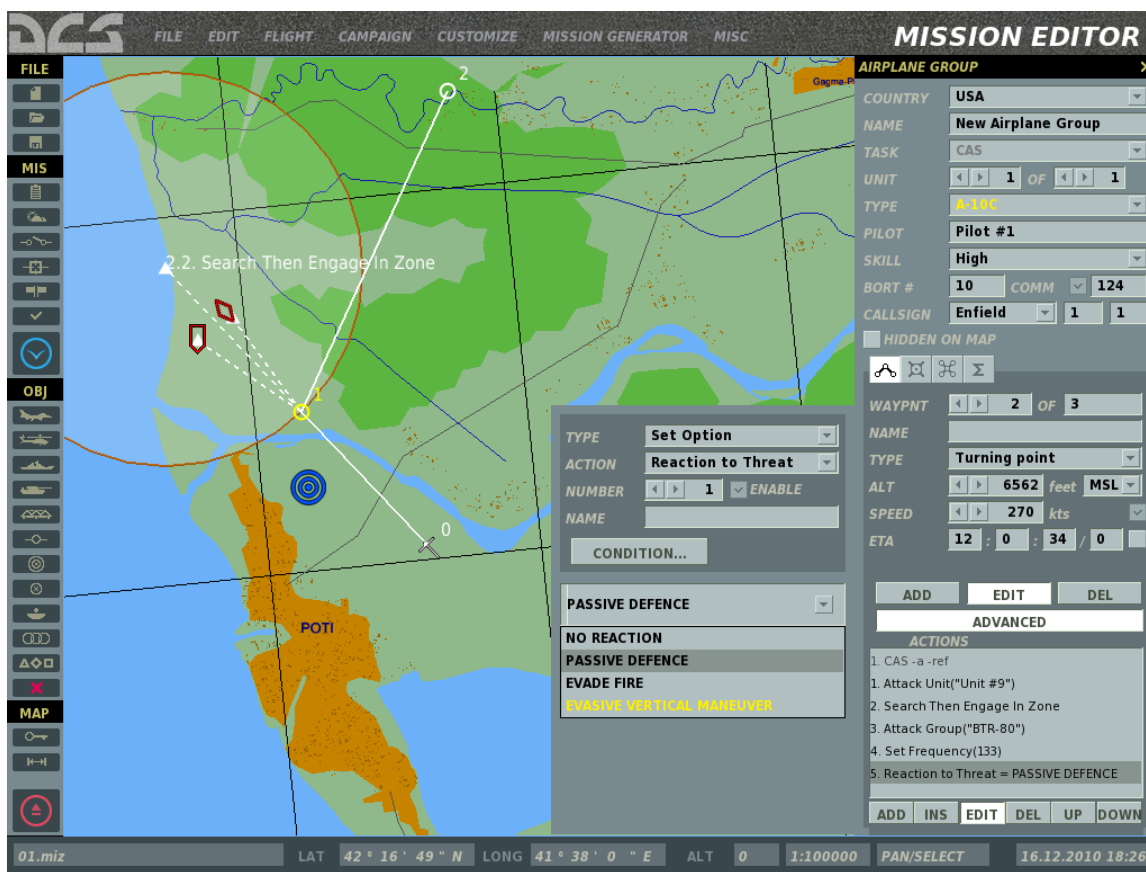 DCS
FILE EDIT FLIGHT CAMPAIGN CUSTOMIZE MISSION GENERATOR MISC
MISSION EDITOR
FILE
MIS
OBJ
MAP
2
2.2. Search Then Engage In Zone
1
0
POTI
AIRPLANE GROUP
COUNTRY USA
NAME New Airplane Group
TASK CAS
UNIT 1 OF 1
TYPE A-10C
PILOT Pilot #1
SKILL High
BORT # 10 COMM 124
CALLSIGN Enfield 1 1
HIDDEN ON MAP
WAYPNT 2 OF 3
NAME
TYPE Turning point
ALT 6562 feet MSL
SPEED 270 kts
ETA 12 : 0 : 34 / 0
ADD EDIT DEL
ADVANCED
ACTIONS
1. CAS -a -ref
1. Attack Unit("Unit #9")
2. Search Then Engage In Zone
3. Attack Group("BTR-80")
4. Set Frequency(133)
5. Reaction to Threat = PASSIVE DEFENCE
ADD INS EDIT DEL UP DOWN
TYPE Set Option
ACTION Reaction to Threat
NUMBER 1 ENABLE
NAME
CONDITION...
PASSIVE DEFENCE
NO REACTION
PASSIVE DEFENCE
EVADE FIRE
EVASIVE VERTICAL MANEUVER
01.miz LAT 42 ° 16 ' 49 " N LONG 41 ° 38 ' 0 " E ALT 0 1:100000 PAN/SELECT 16.12.2010 18:26